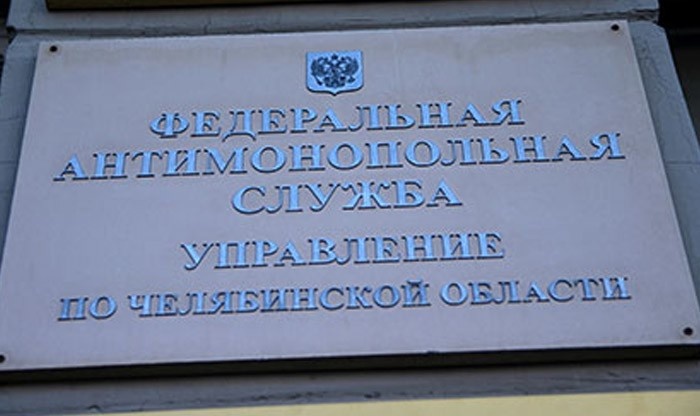 ФЕДЕРАЛЬНАЯ
АНТИМОНОПОЛЬНАЯ
СЛУЖБА
УПРАВЛЕНИЕ
ПО ЧЕЛЯБИНСКОЙ ОБЛАСТИ